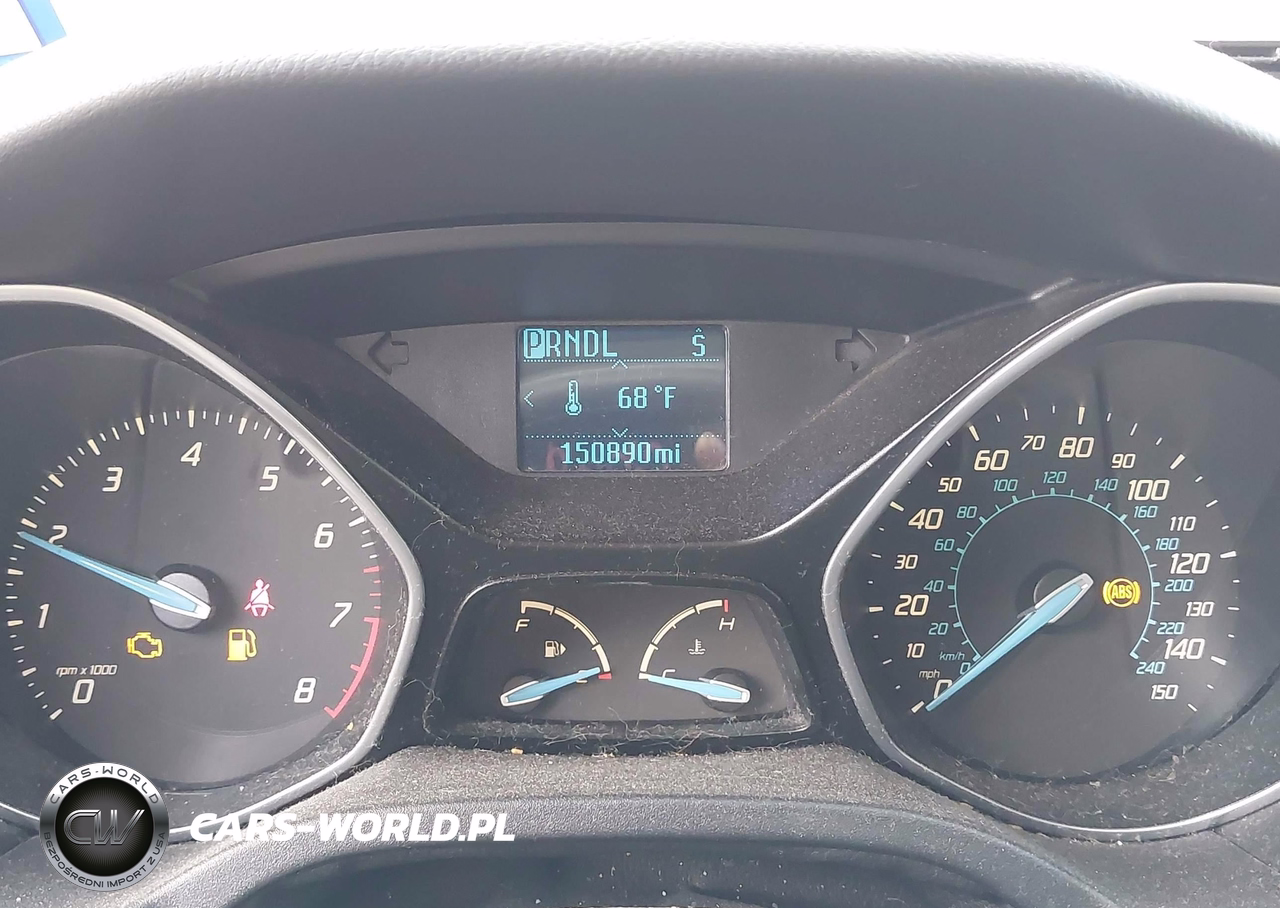 PRNDL Ŝ
68°F
150890mi
0
1
2
3
4
5
6
7
8
rpm x 1000
F
H
C
0
10
20
30
40
50
60
70
80
90
100
110
120
130
140
150
mph
km/h
0
20
40
60
80
100
120
140
160
180
200
220
240
ABS
CARS-WORLD
CW
BEZPOŚREDNI IMPORT Z USA
CARS-WORLD.PL